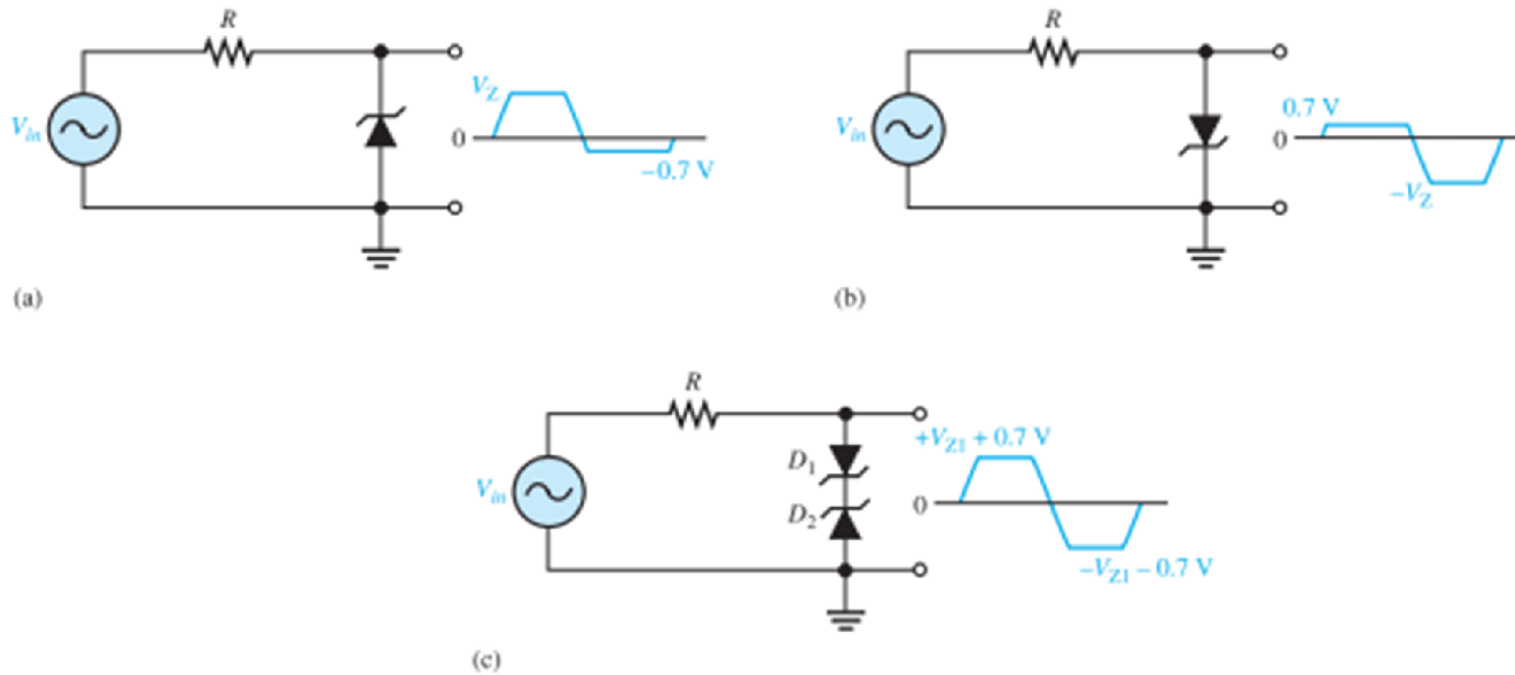 R
V_in
V_Z
0
−0.7 V
(a)
R
V_in
0.7 V
0
−V_Z
(b)
R
V_in
D_1
D_2
+V_Z1 + 0.7 V
0
−V_Z1 − 0.7 V
(c)